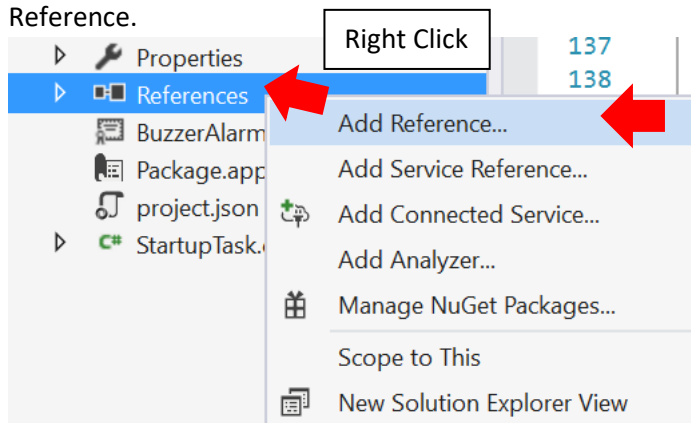 Reference.
Right Click
137
138
Properties
References
BuzzerAlarm
Package.app
project.json
C# StartupTask.
Add Reference...
Add Service Reference...
Add Connected Service...
Add Analyzer...
Manage NuGet Packages...
Scope to This
New Solution Explorer View